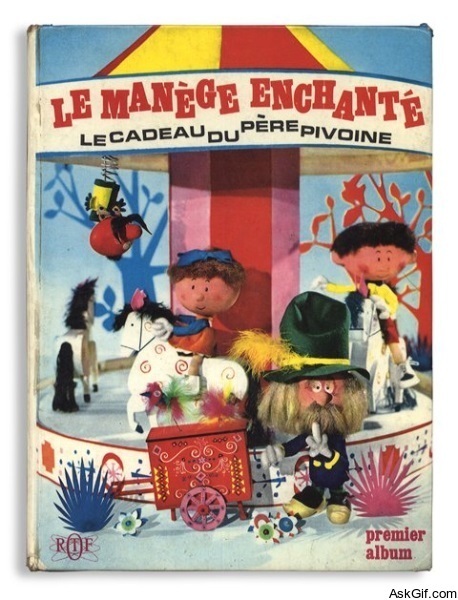 LE MANÈGE ENCHANTÉ
LE CADEAU DU PÈRE PIVOINE
RTF
premier
album
AskGif.com